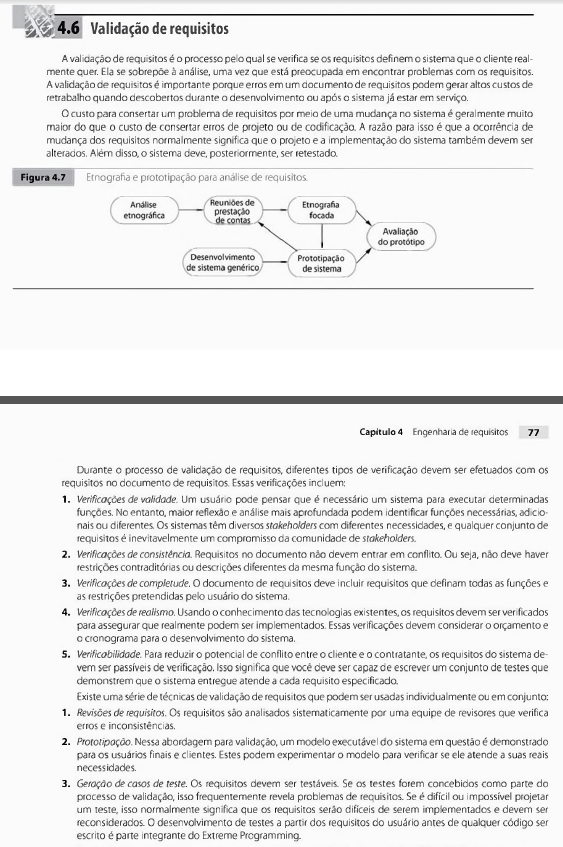 4.6 Validação de requisitos
A validação de requisitos é o processo pelo qual se verifica se os requisitos definem o sistema que o cliente real-
mente quer. Ela se sobrepõe à análise, uma vez que está preocupada em encontrar problemas com os requisitos.
A validação de requisitos é importante porque erros em um documento de requisitos podem gerar altos custos de
retrabalho quando descobertos durante o desenvolvimento ou após o sistema já estar em serviço.
O custo para consertar um problema de requisitos por meio de uma mudança no sistema é geralmente muito
maior do que o custo de consertar erros de projeto ou de codificação. A razão para isso é que a ocorrência de
mudança dos requisitos normalmente significa que o projeto e a implementação do sistema também devem ser
alterados. Além disso, o sistema deve, posteriormente, ser retestado.
Figura 4.7 Etnografia e prototipação para análise de requisitos.
Análise
etnográfica
Reuniões de
prestação
de contas
Etnografia
focada
Avaliação
do protótipo
Desenvolvimento
de sistema genérico
Prototipação
de sistema
Capítulo 4 Engenharia de requisitos 77
Durante o processo de validação de requisitos, diferentes tipos de verificação devem ser efetuados com os
requisitos no documento de requisitos. Essas verificações incluem:
1. Verificações de validade. Um usuário pode pensar que é necessário um sistema para executar determinadas
funções. No entanto, maior reflexão e análise mais aprofundada podem identificar funções necessárias, adicio-
nais ou diferentes. Os sistemas têm diversos stakeholders com diferentes necessidades, e qualquer conjunto de
requisitos é inevitavelmente um compromisso da comunidade de stakeholders.
2. Verificações de consistência. Requisitos no documento não devem entrar em conflito. Ou seja, não deve haver
restrições contraditórias ou descrições diferentes da mesma função do sistema.
3. Verificações de completude. O documento de requisitos deve incluir requisitos que definam todas as funções e
as restrições pretendidas pelo usuário do sistema.
4. Verificações de realismo. Usando o conhecimento das tecnologias existentes, os requisitos devem ser verificados
para assegurar que realmente podem ser implementados. Essas verificações devem considerar o orçamento e
o cronograma para o desenvolvimento do sistema.
5. Verificabilidade. Para reduzir o potencial de conflito entre o cliente e o contratante, os requisitos do sistema de-
vem ser passíveis de verificação. Isso significa que você deve ser capaz de escrever um conjunto de testes que
demonstrem que o sistema entregue atende a cada requisito especificado.
Existe uma série de técnicas de validação de requisitos que podem ser usadas individualmente ou em conjunto:
1. Revisões de requisitos. Os requisitos são analisados sistematicamente por uma equipe de revisores que verifica
erros e inconsistências.
2. Prototipação. Nessa abordagem para validação, um modelo executável do sistema em questão é demonstrado
para os usuários finais e clientes. Estes podem experimentar o modelo para verificar se ele atende a suas reais
necessidades.
3. Geração de casos de teste. Os requisitos devem ser testáveis. Se os testes forem concebidos como parte do
processo de validação, isso frequentemente revela problemas de requisitos. Se é difícil ou impossível projetar
um teste, isso normalmente significa que os requisitos serão difíceis de serem implementados e devem ser
reconsiderados. O desenvolvimento de testes a partir dos requisitos do usuário antes de qualquer código ser
escrito é parte integrante do Extreme Programming.